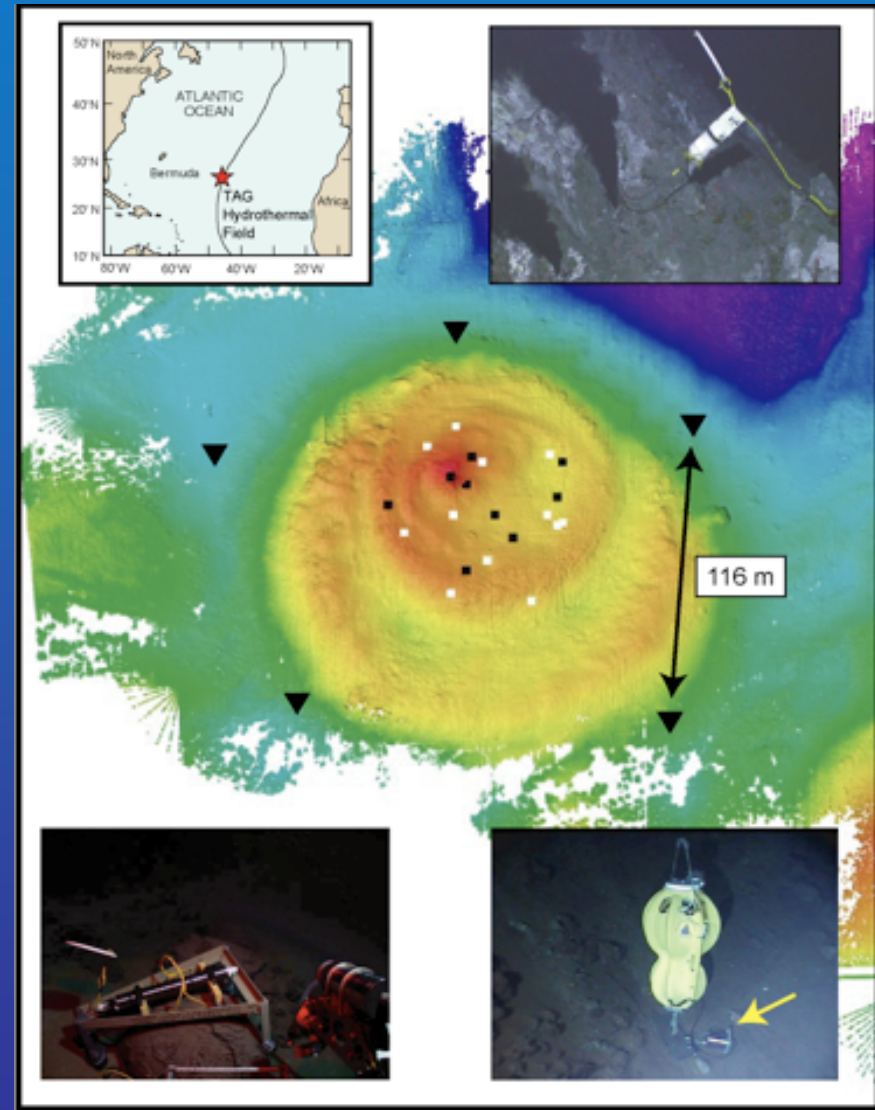 50°N
North
America
ATLANTIC
OCEAN
40°N
30°N
Bermuda
TAG
Hydrothermal
Field
Africa
20°N
10°N
80°W
60°W
40°W
20°W
116 m